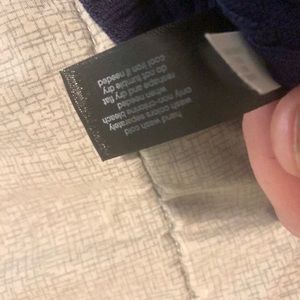 hand wash cold
wash colors separately
only non-chlorine bleach
when needed
reshape and dry flat
do not tumble dry
cool iron if needed